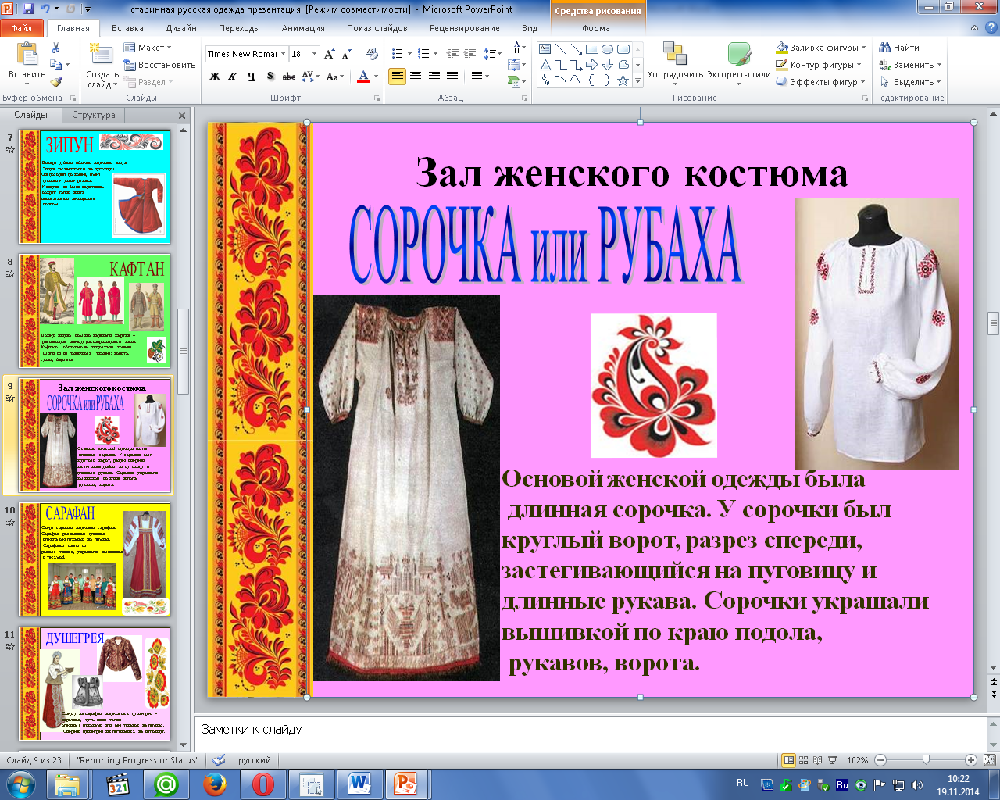 старинная русская одежда презентация [Режим совместимости] - Microsoft PowerPoint
Средства рисования
Файл
Главная
Вставка
Дизайн
Переходы
Анимация
Показ слайдов
Рецензирование
Вид
Формат
Вставить
Буфер обмена
Создать слайд
Макет
Восстановить
Раздел
Слайды
Times New Romar
18
Ж К Ч S abc AV Aa А
Шрифт
Абзац
Упорядочить
Экспресс-стили
Заливка фигуры
Контур фигуры
Эффекты фигур
Рисование
Найти
Заменить
Выделить
Редактирование
Слайды
Структура
7
ЗИПУН
8
КАФТАН
9
Зал женского костюма
СОРОЧКА или РУБАХА
10
САРАФАН
11
ДУШЕГРЕЯ
Зал женского костюма
СОРОЧКА или РУБАХА
Основой женской одежды была
длинная сорочка. У сорочки был
круглый ворот, разрез спереди,
застегивающийся на пуговицу и
длинные рукава. Сорочки украшали
вышивкой по краю подола,
рукавов, ворота.
Заметки к слайду
Слайд 9 из 23
"Reporting Progress or Status"
русский
102%
321
RU
Ru
10:22
19.11.2014